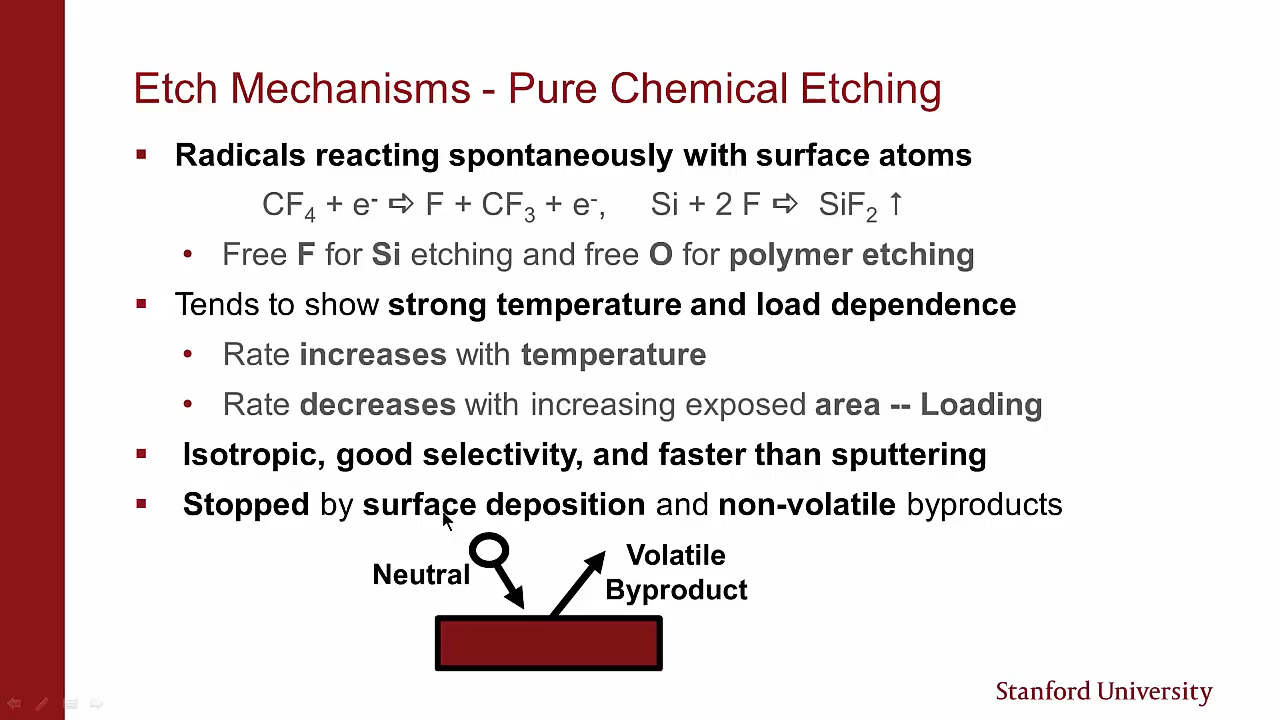 Etch Mechanisms - Pure Chemical Etching
▪ Radicals reacting spontaneously with surface atoms
CF₄ + e⁻ ⇨ F + CF₃ + e⁻, Si + 2 F ⇨ SiF₂ ↑
• Free F for Si etching and free O for polymer etching
▪ Tends to show strong temperature and load dependence
• Rate increases with temperature
• Rate decreases with increasing exposed area -- Loading
▪ Isotropic, good selectivity, and faster than sputtering
▪ Stopped by surface deposition and non-volatile byproducts
Neutral
Volatile
Byproduct
Stanford University